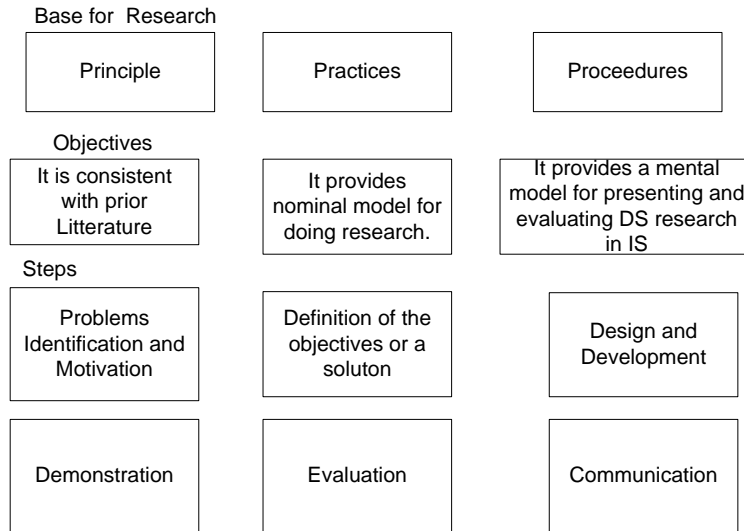 Base for Research
Principle
Practices
Proceedures
Objectives
It is consistent
with prior
Litterature
It provides
nominal model for
doing research.
It provides a mental
model for presenting and
evaluating DS research
in IS
Steps
Problems
Identification and
Motivation
Definition of the
objectives or a
soluton
Design and
Development
Demonstration
Evaluation
Communication